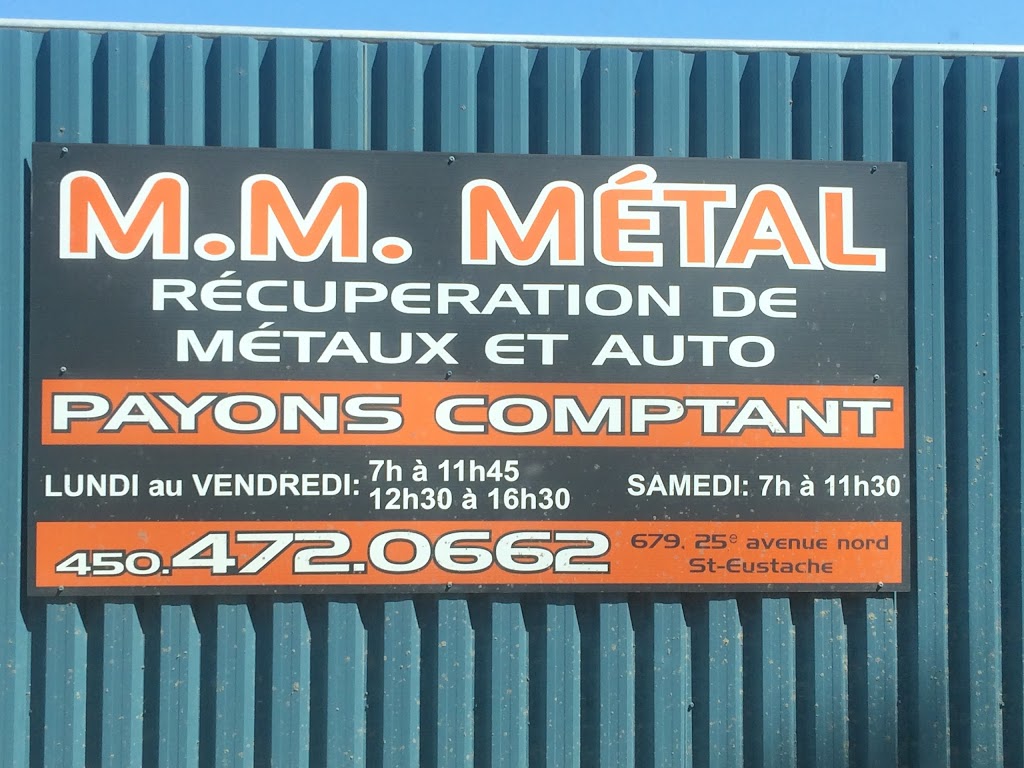 M.M. MÉTAL
RÉCUPERATION DE
MÉTAUX ET AUTO
PAYONS COMPTANT
LUNDI au VENDREDI: 7h à 11h45
12h30 à 16h30
SAMEDI: 7h à 11h30
450.472.0662
679, 25e avenue nord
St-Eustache